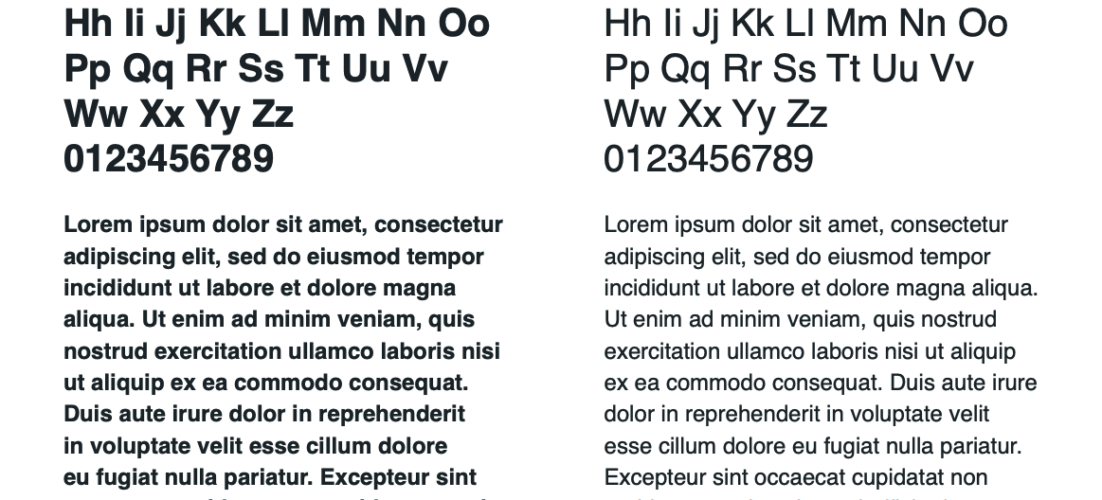 Hh Ii Jj Kk Ll Mm Nn Oo
Pp Qq Rr Ss Tt Uu Vv
Ww Xx Yy Zz
0123456789
Lorem ipsum dolor sit amet, consectetur
adipiscing elit, sed do eiusmod tempor
incididunt ut labore et dolore magna
aliqua. Ut enim ad minim veniam, quis
nostrud exercitation ullamco laboris nisi
ut aliquip ex ea commodo consequat.
Duis aute irure dolor in reprehenderit
in voluptate velit esse cillum dolore
eu fugiat nulla pariatur. Excepteur sint
Hh Ii Jj Kk Ll Mm Nn Oo
Pp Qq Rr Ss Tt Uu Vv
Ww Xx Yy Zz
0123456789
Lorem ipsum dolor sit amet, consectetur
adipiscing elit, sed do eiusmod tempor
incididunt ut labore et dolore magna aliqua.
Ut enim ad minim veniam, quis nostrud
exercitation ullamco laboris nisi ut aliquip
ex ea commodo consequat. Duis aute irure
dolor in reprehenderit in voluptate velit
esse cillum dolore eu fugiat nulla pariatur.
Excepteur sint occaecat cupidatat non